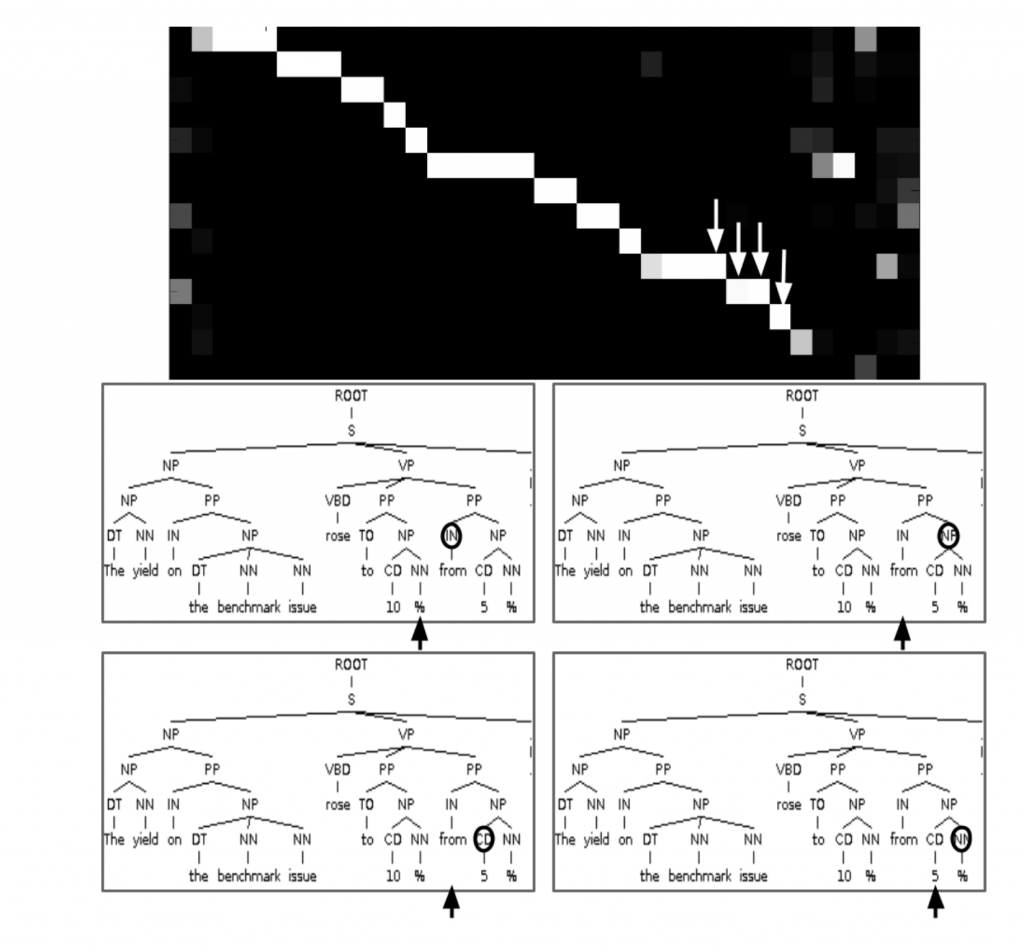 ROOT
S
NP VP
NP PP VBD PP PP
DT NN IN NP rose TO NP IN NP
The yield on DT NN NN to CD NN from CD NN
the benchmark issue 10 % 5 %
ROOT
S
NP VP
NP PP VBD PP PP
DT NN IN NP rose TO NP IN NP
The yield on DT NN NN to CD NN from CD NN
the benchmark issue 10 % 5 %
ROOT
S
NP VP
NP PP VBD PP PP
DT NN IN NP rose TO NP IN NP
The yield on DT NN NN to CD NN from CD NN
the benchmark issue 10 % 5 %
ROOT
S
NP VP
NP PP VBD PP PP
DT NN IN NP rose TO NP IN NP
The yield on DT NN NN to CD NN from CD NN
the benchmark issue 10 % 5 %